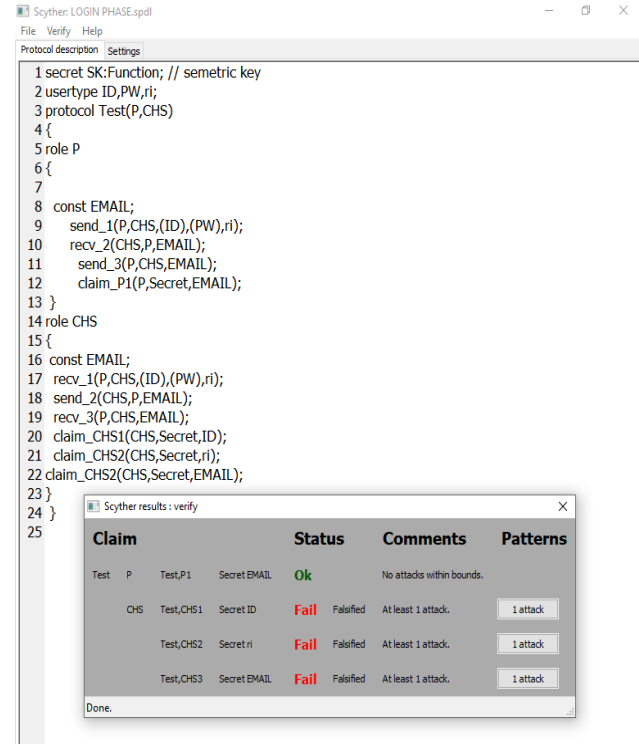 Scyther: LOGIN PHASE.spdl
File Verify Help
Protocol description Settings
1 secret SK:Function; // semetric key
2 usertype ID,PW,ri;
3 protocol Test(P,CHS)
4 {
5 role P
6 {
7
8 const EMAIL;
9 send_1(P,CHS,(ID),(PW),ri);
10 recv_2(CHS,P,EMAIL);
11 send_3(P,CHS,EMAIL);
12 claim_P1(P,Secret,EMAIL);
13 }
14 role CHS
15 {
16 const EMAIL;
17 recv_1(P,CHS,(ID),(PW),ri);
18 send_2(CHS,P,EMAIL);
19 recv_3(P,CHS,EMAIL);
20 claim_CHS1(CHS,Secret,ID);
21 claim_CHS2(CHS,Secret,ri);
22 claim_CHS2(CHS,Secret,EMAIL);
23 }
24 }
25
Scyther results : verify
Claim Status Comments Patterns
Test P Test,P1 Secret EMAIL Ok No attacks within bounds.
CHS Test,CHS1 Secret ID Fail Falsified At least 1 attack. 1 attack
Test,CHS2 Secret ri Fail Falsified At least 1 attack. 1 attack
Test,CHS3 Secret EMAIL Fail Falsified At least 1 attack. 1 attack
Done.